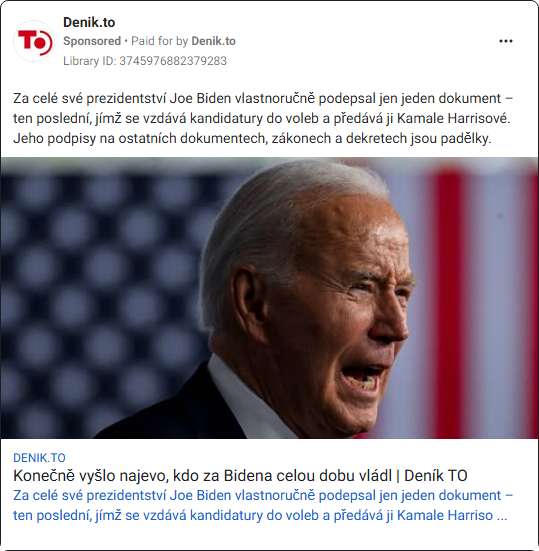 TO
Denik.to
Sponsored • Paid for by Denik.to
Library ID: 3745976882379283
Za celé své prezidentství Joe Biden vlastnoručně podepsal jen jeden dokument –
ten poslední, jímž se vzdává kandidatury do voleb a předává ji Kamale Harrisové.
Jeho podpisy na ostatních dokumentech, zákonech a dekretech jsou padělky.
DENIK.TO
Konečně vyšlo najevo, kdo za Bidena celou dobu vládl | Deník TO
Za celé své prezidentství Joe Biden vlastnoručně podepsal jen jeden dokument –
ten poslední, jímž se vzdává kandidatury do voleb a předává ji Kamale Harriso ...